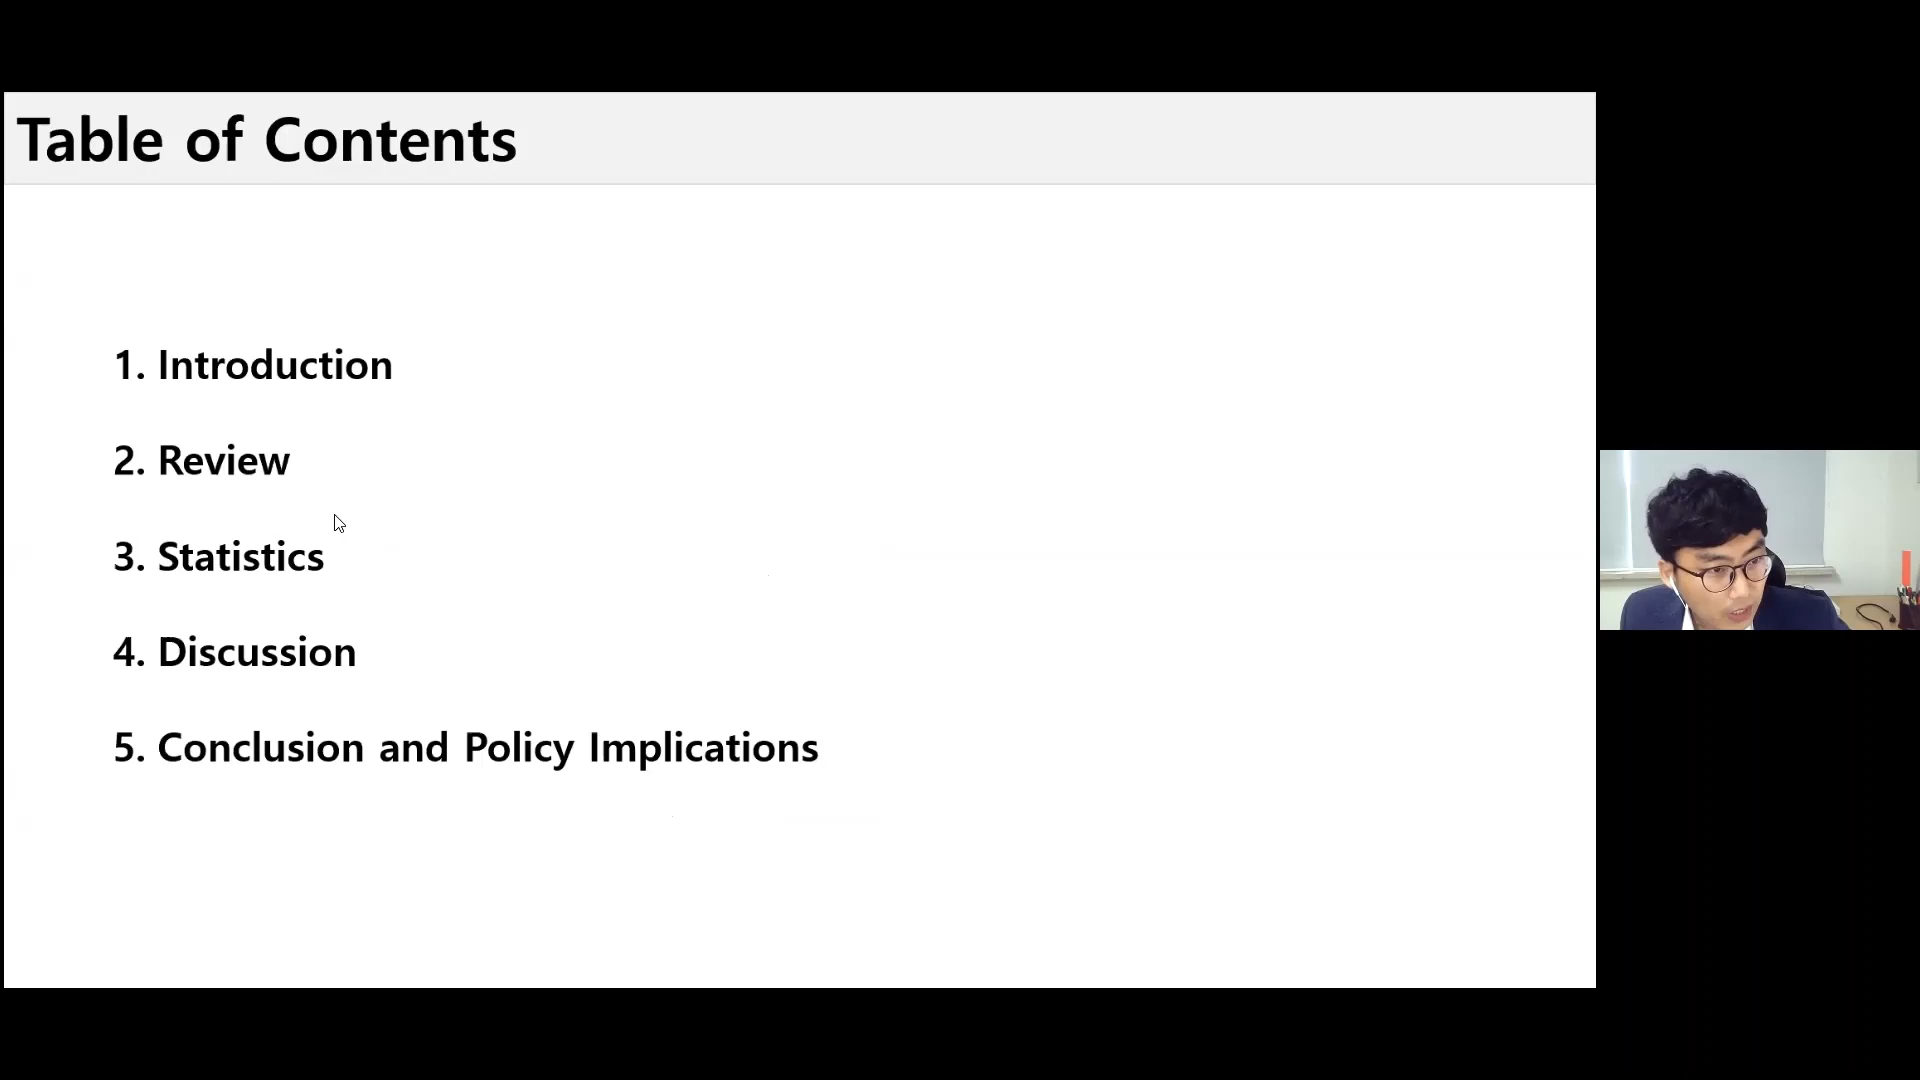 Table of Contents
1. Introduction
2. Review
3. Statistics
4. Discussion
5. Conclusion and Policy Implications